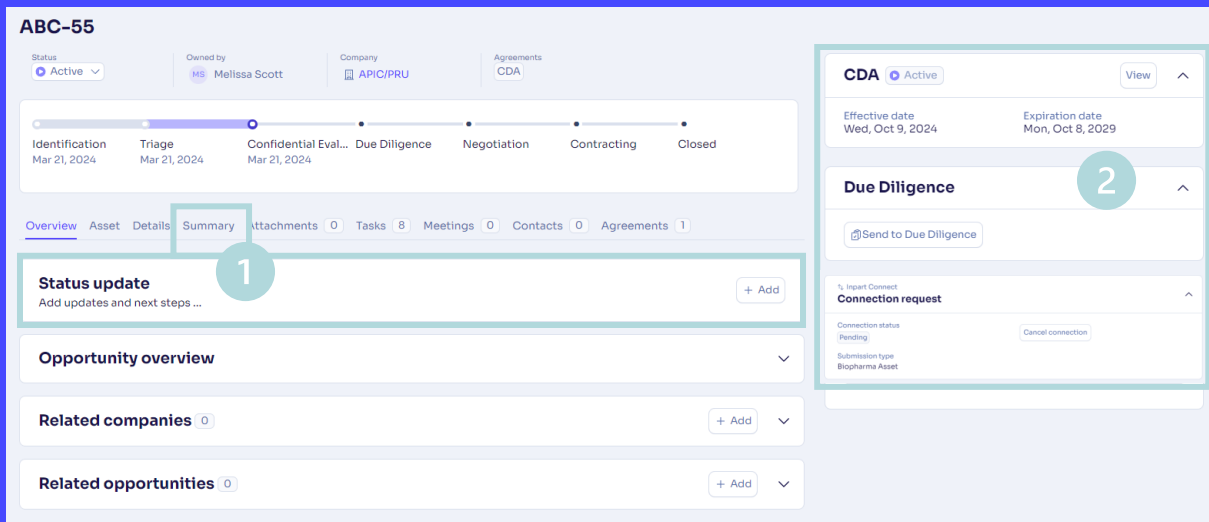 ABC-55
Status
Active
Owned by
MS Melissa Scott
Company
APIC/PRU
Agreements
CDA
Identification
Mar 21, 2024
Triage
Mar 21, 2024
Confidential Eval...
Mar 21, 2024
Due Diligence
Negotiation
Contracting
Closed
Overview Asset Details Summary Attachments 0 Tasks 8 Meetings 0 Contacts 0 Agreements 1
1
Status update
Add updates and next steps ...
+ Add
Opportunity overview
Related companies 0
+ Add
Related opportunities 0
+ Add
CDA Active
View
Effective date
Wed, Oct 9, 2024
Expiration date
Mon, Oct 8, 2029
2
Due Diligence
Send to Due Diligence
Inpart Connect
Connection request
Connection status
Pending
Cancel connection
Submission type
Biopharma Asset